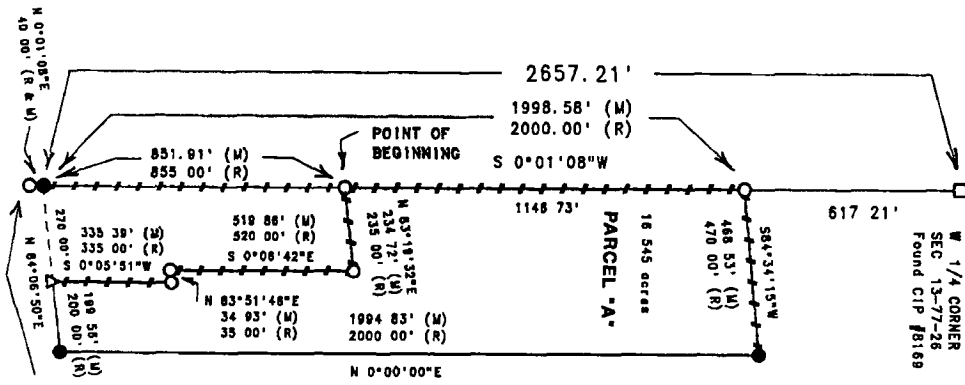 N 0°01'08"E
40 00' (R & M)
2657.21'
1998.58' (M)
2000.00' (R)
851.91' (M)
855 00' (R)
POINT OF
BEGINNING
S 0°01'08"W
1146 73'
617 21'
W 1/4 CORNER
SEC 13-77-26
Found CIP #8169
270 00'
N 84°06'50"E
335 39' (M)
335 00' (R)
S 0°05'51"W
199 56' (M)
200 00' (R)
519 86' (M)
520 00' (R)
S 0°06'42"E
N 83°19'32"E
234 72' (M)
235 00' (R)
N 83°51'46"E
34 93' (M)
35 00' (R)
1994 83' (M)
2000 00' (R)
N 0°00'00"E
PARCEL "A"
16 545 acres
S84°34'15"W
468 53' (M)
470 00' (R)